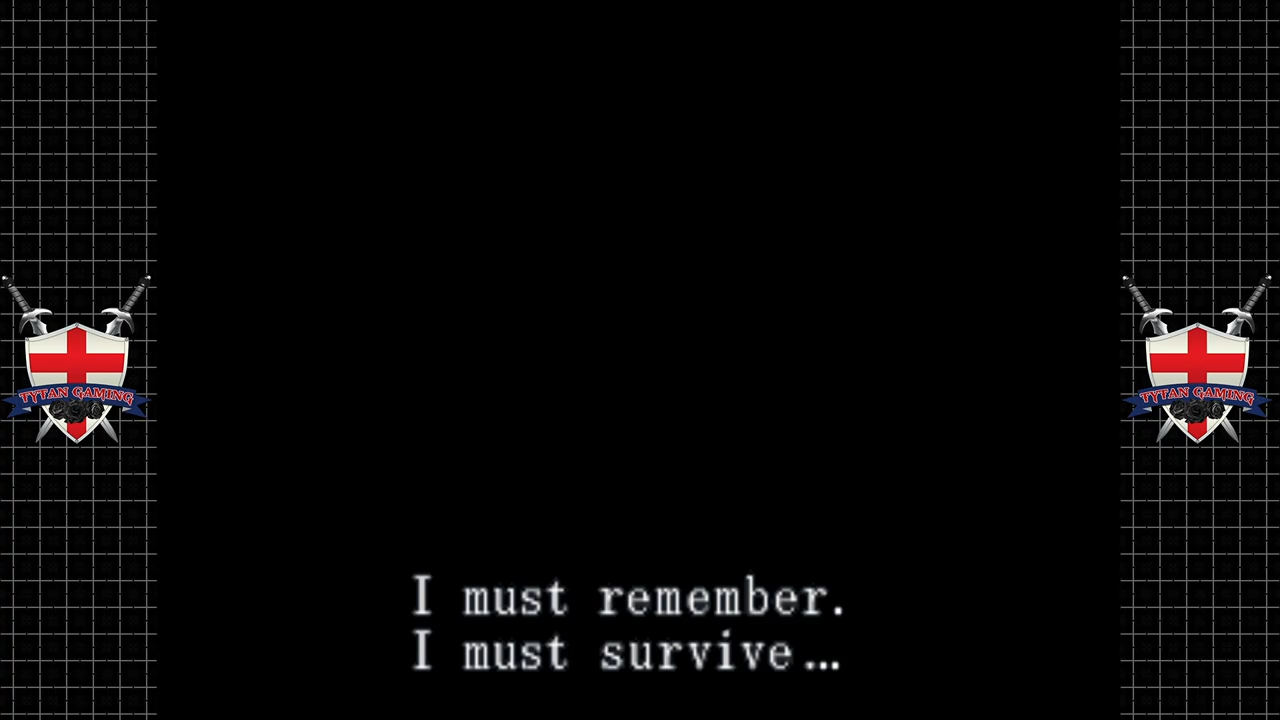 TYTAN GAMING
TYTAN GAMING
I must remember.
I must survive...